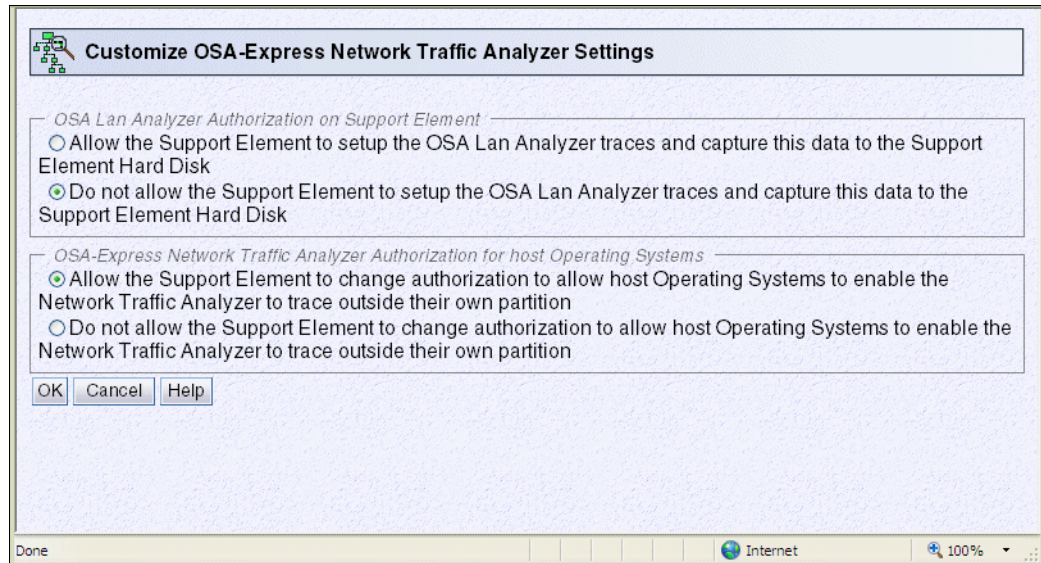 Customize OSA-Express Network Traffic Analyzer Settings
OSA Lan Analyzer Authorization on Support Element
Allow the Support Element to setup the OSA Lan Analyzer traces and capture this data to the Support
Element Hard Disk
Do not allow the Support Element to setup the OSA Lan Analyzer traces and capture this data to the
Support Element Hard Disk
OSA-Express Network Traffic Analyzer Authorization for host Operating Systems
Allow the Support Element to change authorization to allow host Operating Systems to enable the
Network Traffic Analyzer to trace outside their own partition
Do not allow the Support Element to change authorization to allow host Operating Systems to enable the
Network Traffic Analyzer to trace outside their own partition
OK Cancel Help
Done Internet 100%